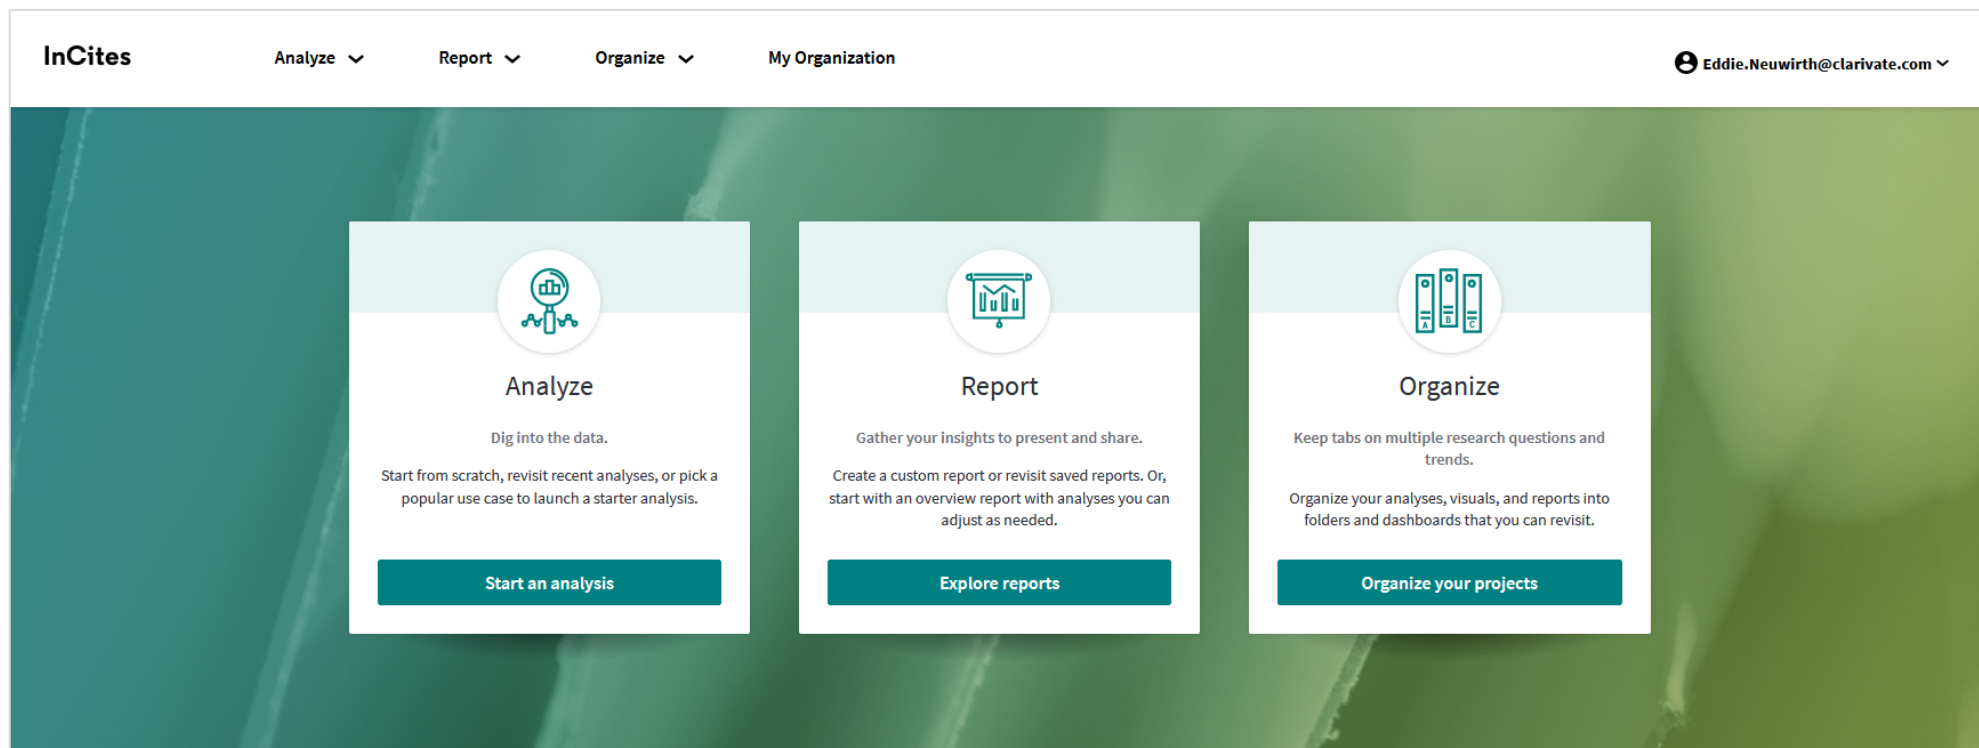 InCites
Analyze
Report
Organize
My Organization
Eddie.Neuwirth@clarivate.com
Analyze
Dig into the data.
Start from scratch, revisit recent analyses, or pick a
popular use case to launch a starter analysis.
Start an analysis
Report
Gather your insights to present and share.
Create a custom report or revisit saved reports. Or,
start with an overview report with analyses you can
adjust as needed.
Explore reports
A
B
C
Organize
Keep tabs on multiple research questions and
trends.
Organize your analyses, visuals, and reports into
folders and dashboards that you can revisit.
Organize your projects